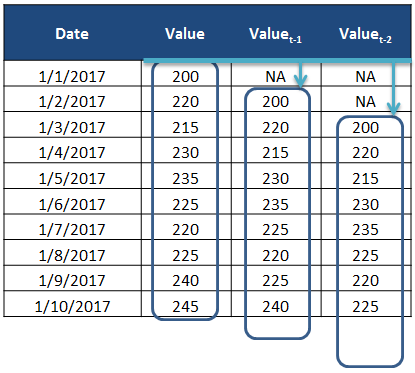 Date Value Valuet-1 Valuet-2
1/1/2017 200 NA NA
1/2/2017 220 200 NA
1/3/2017 215 220 200
1/4/2017 230 215 220
1/5/2017 235 230 215
1/6/2017 225 235 230
1/7/2017 220 225 235
1/8/2017 225 220 225
1/9/2017 240 225 220
1/10/2017 245 240 225